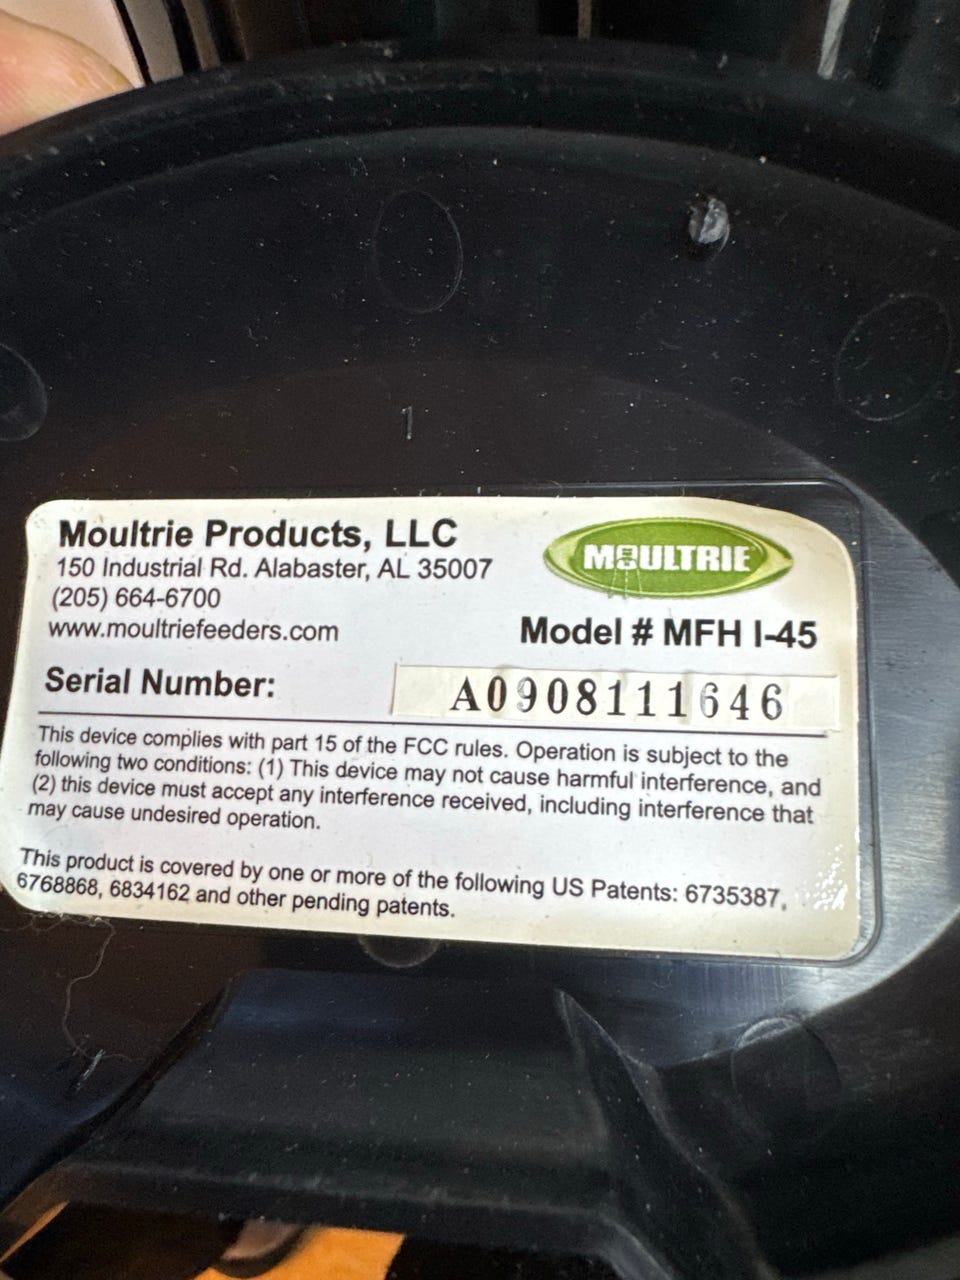 Moultrie Products, LLC
150 Industrial Rd. Alabaster, AL 35007
(205) 664-6700
www.moultriefeeders.com
MOULTRIE
Model # MFH I-45
Serial Number:
A0908111646
This device complies with part 15 of the FCC rules. Operation is subject to the
following two conditions: (1) This device may not cause harmful interference, and
(2) this device must accept any interference received, including interference that
may cause undesired operation.
This product is covered by one or more of the following US Patents: 6735387,
6768868, 6834162 and other pending patents.